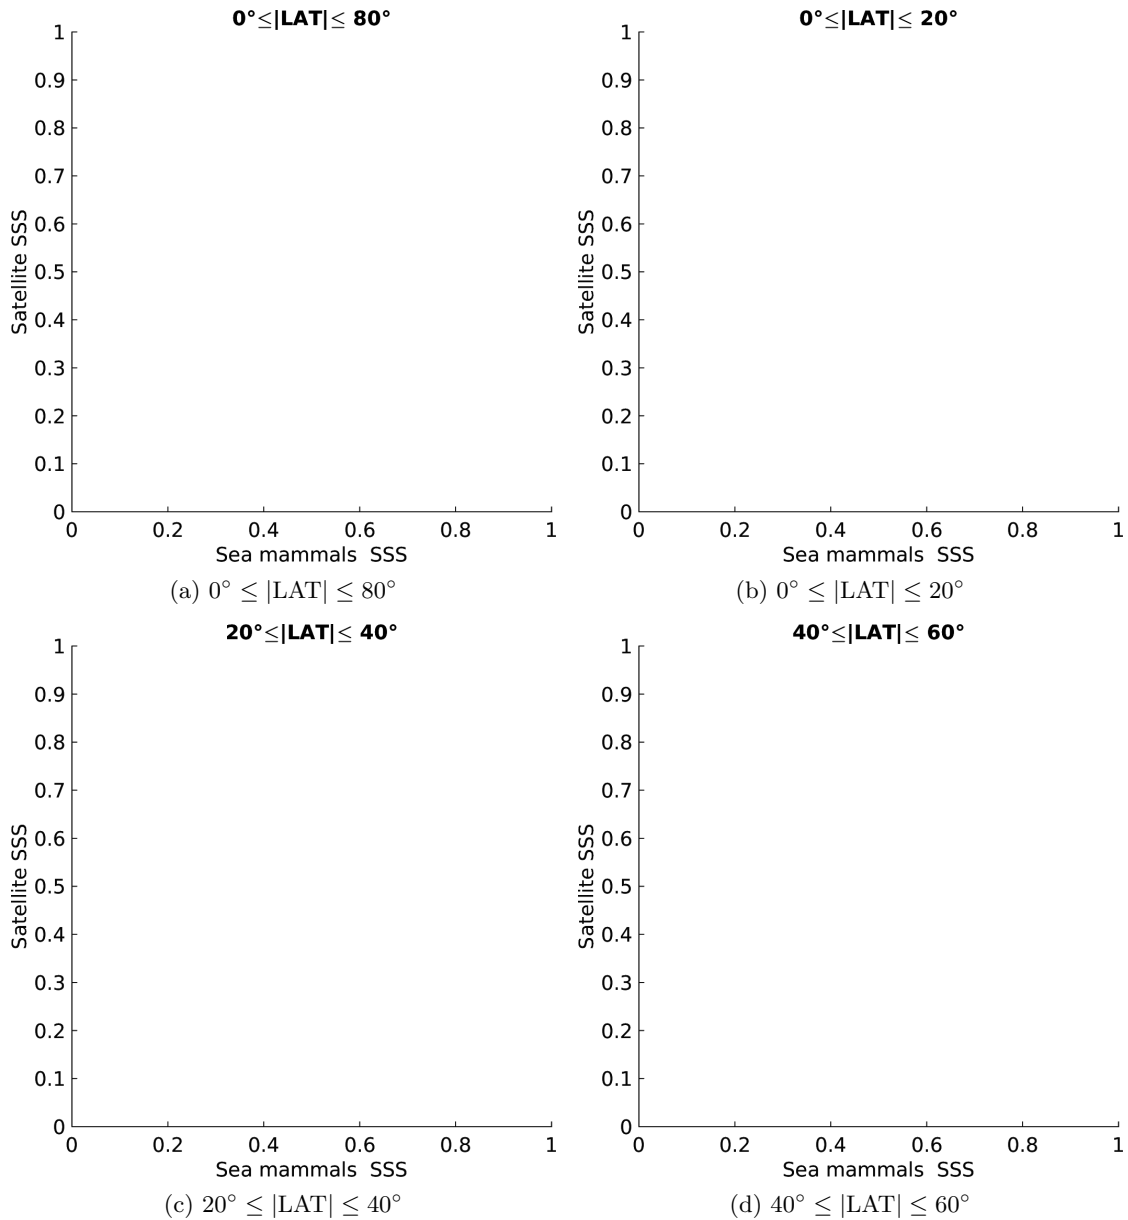 0°≤|LAT|≤ 80°
1
0.9
0.8
0.7
0.6
0.5
0.4
0.3
0.2
0.1
0
Satellite SSS
0 0.2 0.4 0.6 0.8 1
Sea mammals  SSS
(a) 0° ≤ |LAT| ≤ 80°
0°≤|LAT|≤ 20°
1
0.9
0.8
0.7
0.6
0.5
0.4
0.3
0.2
0.1
0
Satellite SSS
0 0.2 0.4 0.6 0.8 1
Sea mammals  SSS
(b) 0° ≤ |LAT| ≤ 20°
20°≤|LAT|≤ 40°
1
0.9
0.8
0.7
0.6
0.5
0.4
0.3
0.2
0.1
0
Satellite SSS
0 0.2 0.4 0.6 0.8 1
Sea mammals  SSS
(c) 20° ≤ |LAT| ≤ 40°
40°≤|LAT|≤ 60°
1
0.9
0.8
0.7
0.6
0.5
0.4
0.3
0.2
0.1
0
Satellite SSS
0 0.2 0.4 0.6 0.8 1
Sea mammals  SSS
(d) 40° ≤ |LAT| ≤ 60°